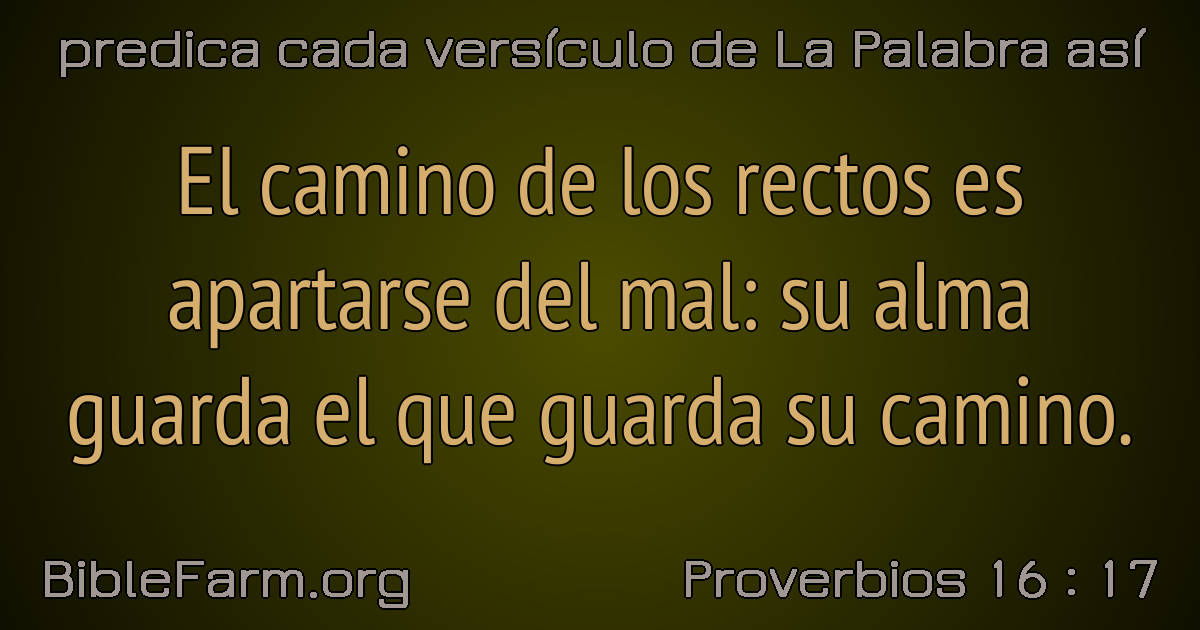 predica cada versículo de La Palabra así
El camino de los rectos es
apartarse del mal: su alma
guarda el que guarda su camino.
BibleFarm.org
Proverbios 16 : 17